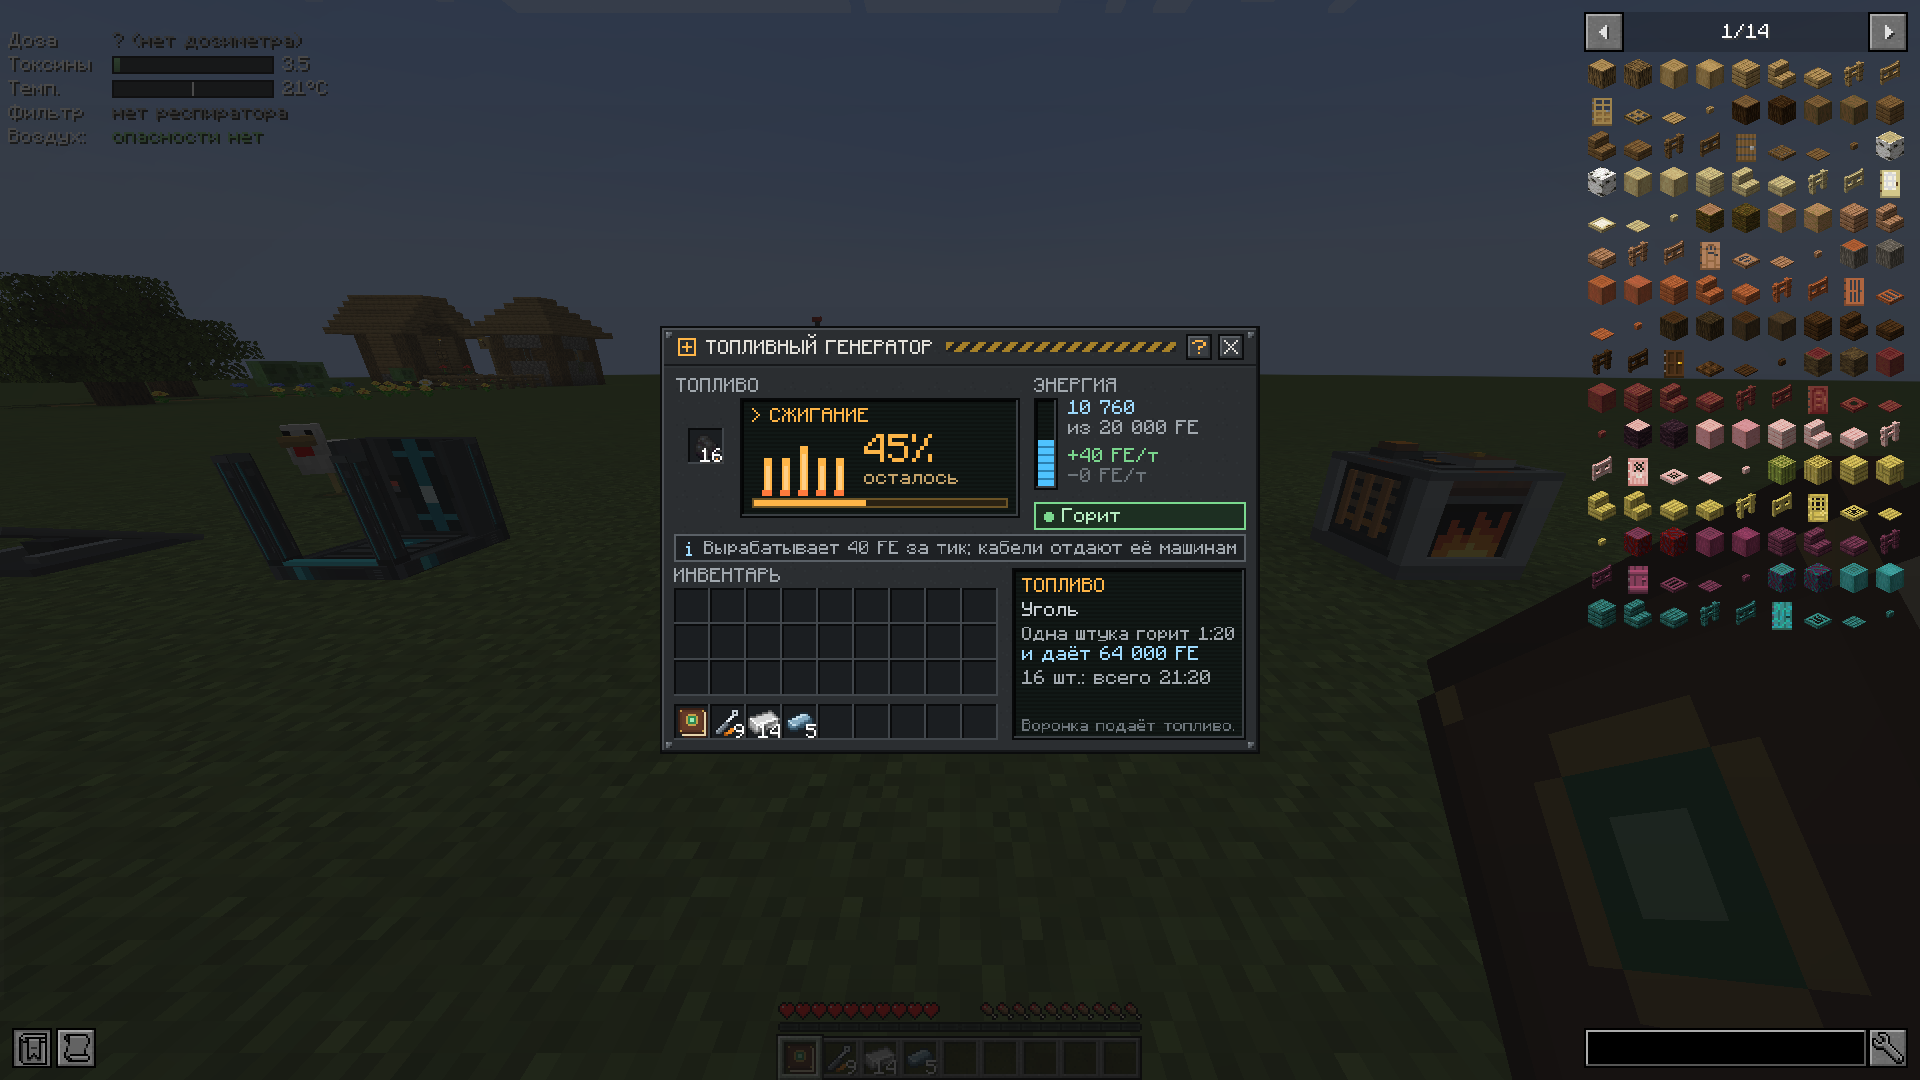 Доза ? (нет дозиметра)
Токсины 3.5
Темп. 21°C
Фильтр нет респиратора
Воздух: опасности нет
1/14
ТОПЛИВНЫЙ ГЕНЕРАТОР ? X
ТОПЛИВО
16
> СЖИГАНИЕ
45%
осталось
ЭНЕРГИЯ
10 760
из 20 000 FE
+40 FE/т
-0 FE/т
Горит
i Вырабатывает 40 FE за тик; кабели отдают её машинам
ИНВЕНТАРЬ
9 14 5
ТОПЛИВО
Уголь
Одна штука горит 1:20
и даёт 64 000 FE
16 шт.: всего 21:20
Воронка подаёт топливо.
9 14 5